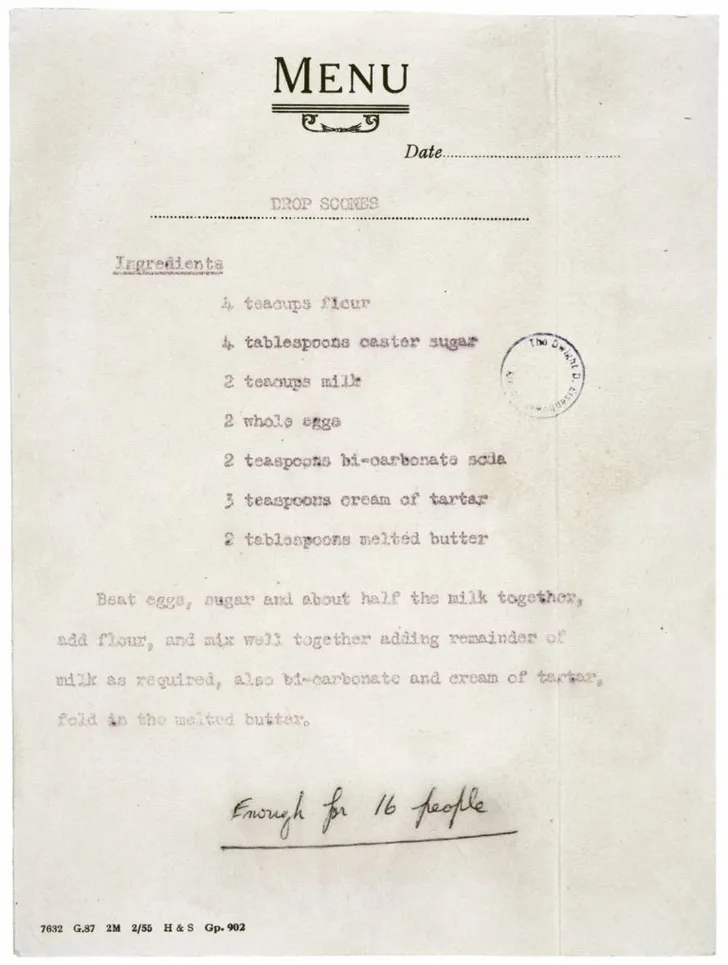 MENU
Date
DROP SCONES
Ingredients
4 teacups flour
4 tablespoons caster sugar
2 teacups milk
2 whole eggs
2 teaspoons bi-carbonate soda
3 teaspoons cream of tartar
2 tablespoons melted butter
The Dwight D.
Beat eggs, sugar and about half the milk together,
add flour, and mix well together adding remainder of
milk as required, also bi-carbonate and cream of tartar,
fold in the melted butter.
Enough for 16 people
7632 G.87 2M 2/55 H & S Gp. 902